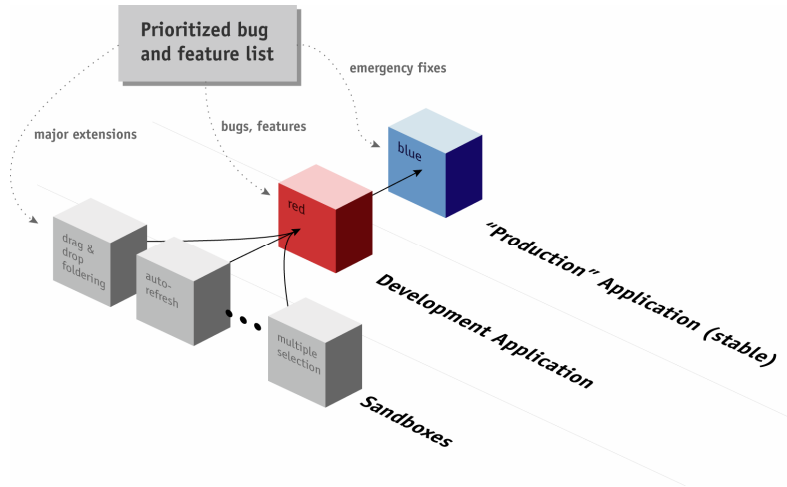 Prioritized bug
and feature list
emergency fixes
bugs, features
major extensions
blue
red
drag &
drop
foldering
auto-
refresh
multiple
selection
"Production" Application (stable)
Development Application
Sandboxes